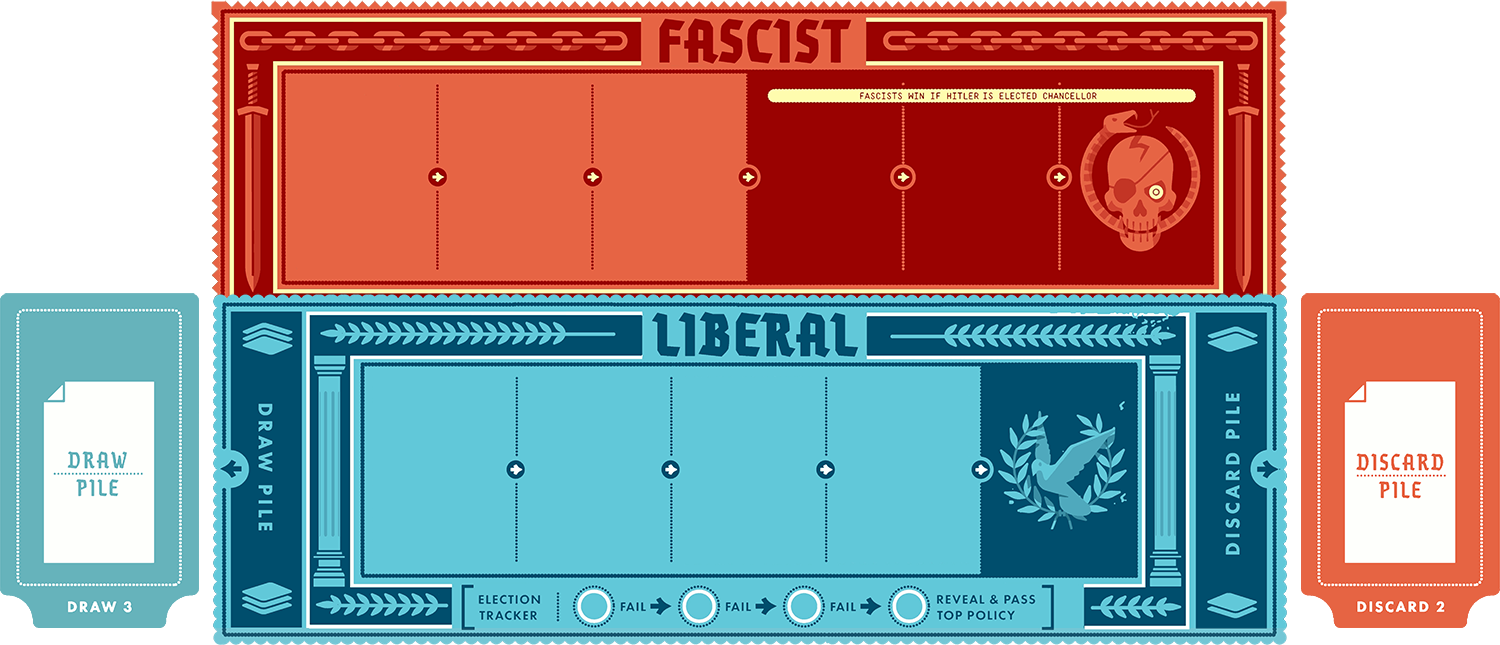 FASCIST
FASCISTS WIN IF HITLER IS ELECTED CHANCELLOR
LIBERAL
DRAW PILE
DISCARD PILE
DRAW
PILE
DRAW 3
DISCARD
PILE
DISCARD 2
ELECTION
TRACKER
FAIL
FAIL
FAIL
REVEAL & PASS
TOP POLICY